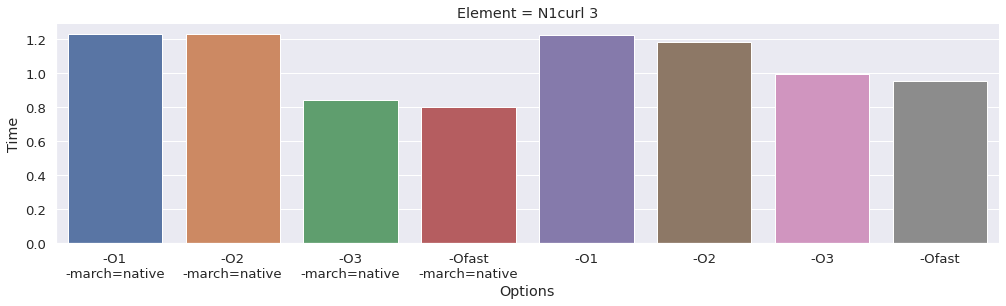 Element = N1curl 3
Time
1.2
1.0
0.8
0.6
0.4
0.2
0.0
-O1 -O2 -O3 -Ofast -O1 -O2 -O3 -Ofast
-march=native -march=native -march=native -march=native
Options